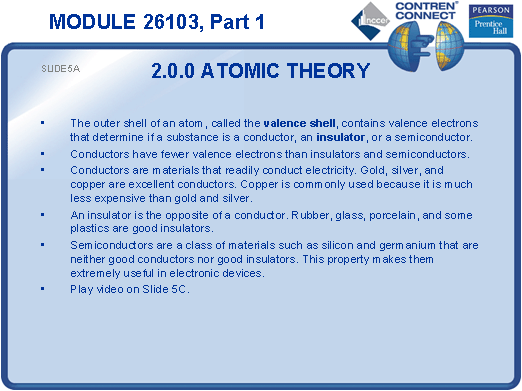 MODULE 26103, Part 1
nccer
CONTREN®
CONNECT
PEARSON
Prentice
Hall
SLIDE 5A
2.0.0 ATOMIC THEORY
• The outer shell of an atom, called the valence shell, contains valence electrons
that determine if a substance is a conductor, an insulator, or a semiconductor.
• Conductors have fewer valence electrons than insulators and semiconductors.
• Conductors are materials that readily conduct electricity. Gold, silver, and
copper are excellent conductors. Copper is commonly used because it is much
less expensive than gold and silver.
• An insulator is the opposite of a conductor. Rubber, glass, porcelain, and some
plastics are good insulators.
• Semiconductors are a class of materials such as silicon and germanium that are
neither good conductors nor good insulators. This property makes them
extremely useful in electronic devices.
• Play video on Slide 5C.